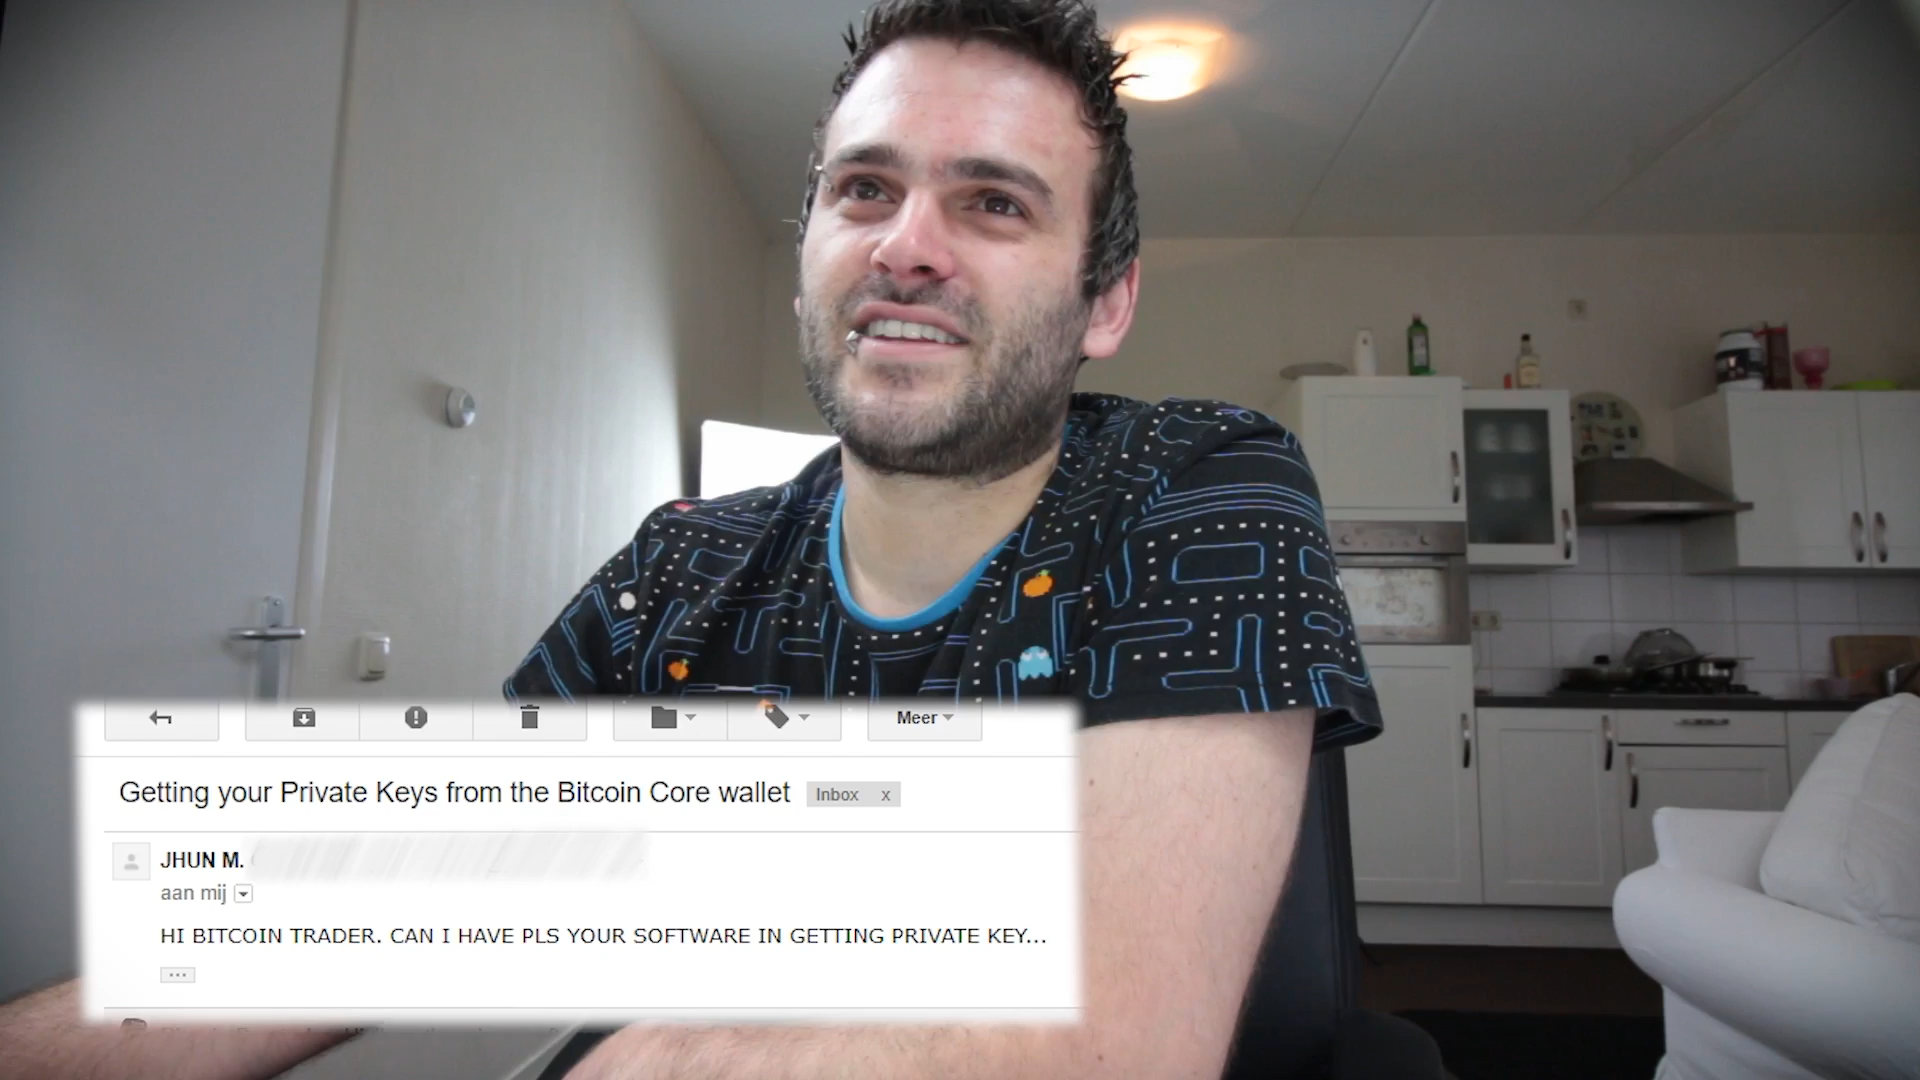 Meer
Getting your Private Keys from the Bitcoin Core wallet Inbox x
JHUN M.
aan mij
HI BITCOIN TRADER. CAN I HAVE PLS YOUR SOFTWARE IN GETTING PRIVATE KEY...